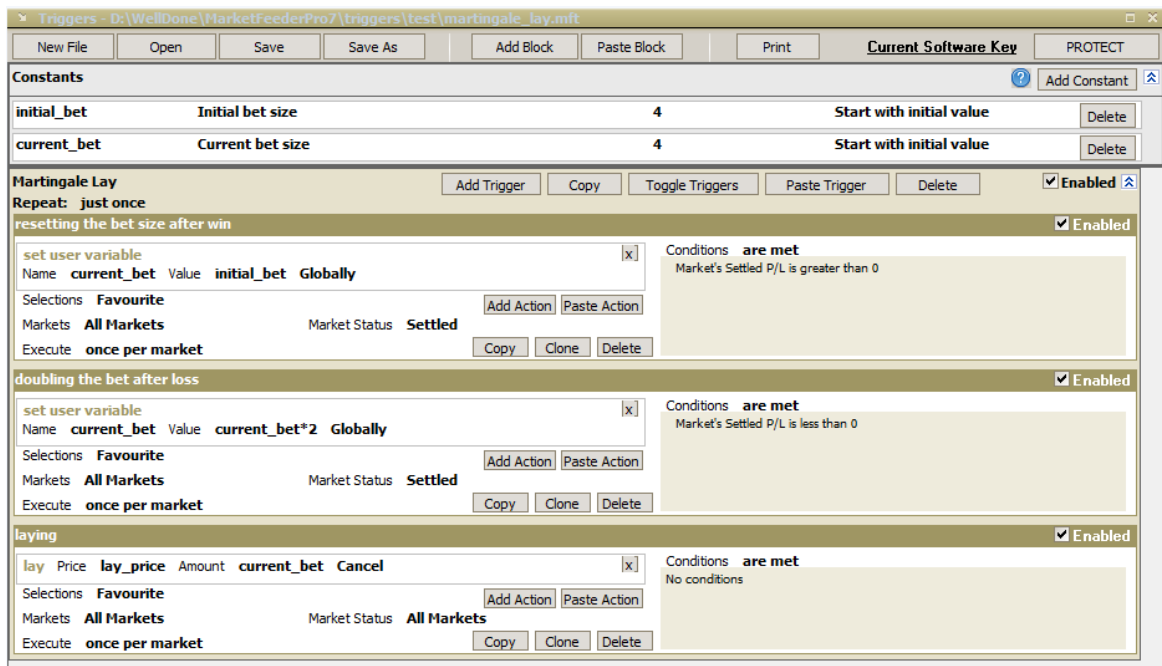 Triggers - D:\WellDone\MarketFeederPro7\triggers\test\martingale_lay.mft
New File Open Save Save As Add Block Paste Block Print Current Software Key PROTECT
Constants ? Add Constant
initial_bet Initial bet size 4 Start with initial value Delete
current_bet Current bet size 4 Start with initial value Delete
Martingale Lay Add Trigger Copy Toggle Triggers Paste Trigger Delete Enabled
Repeat: just once
resetting the bet size after win Enabled
set user variable x Conditions are met
Name current_bet Value initial_bet Globally Market's Settled P/L is greater than 0
Selections Favourite Add Action Paste Action
Markets All Markets Market Status Settled
Execute once per market Copy Clone Delete
doubling the bet after loss Enabled
set user variable x Conditions are met
Name current_bet Value current_bet*2 Globally Market's Settled P/L is less than 0
Selections Favourite Add Action Paste Action
Markets All Markets Market Status Settled
Execute once per market Copy Clone Delete
laying Enabled
lay Price lay_price Amount current_bet Cancel x Conditions are met
No conditions
Selections Favourite Add Action Paste Action
Markets All Markets Market Status All Markets
Execute once per market Copy Clone Delete